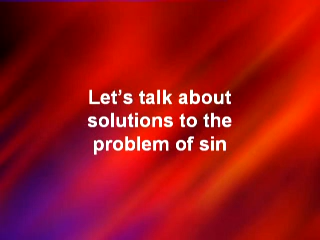 Let’s talk about
solutions to the
problem of sin